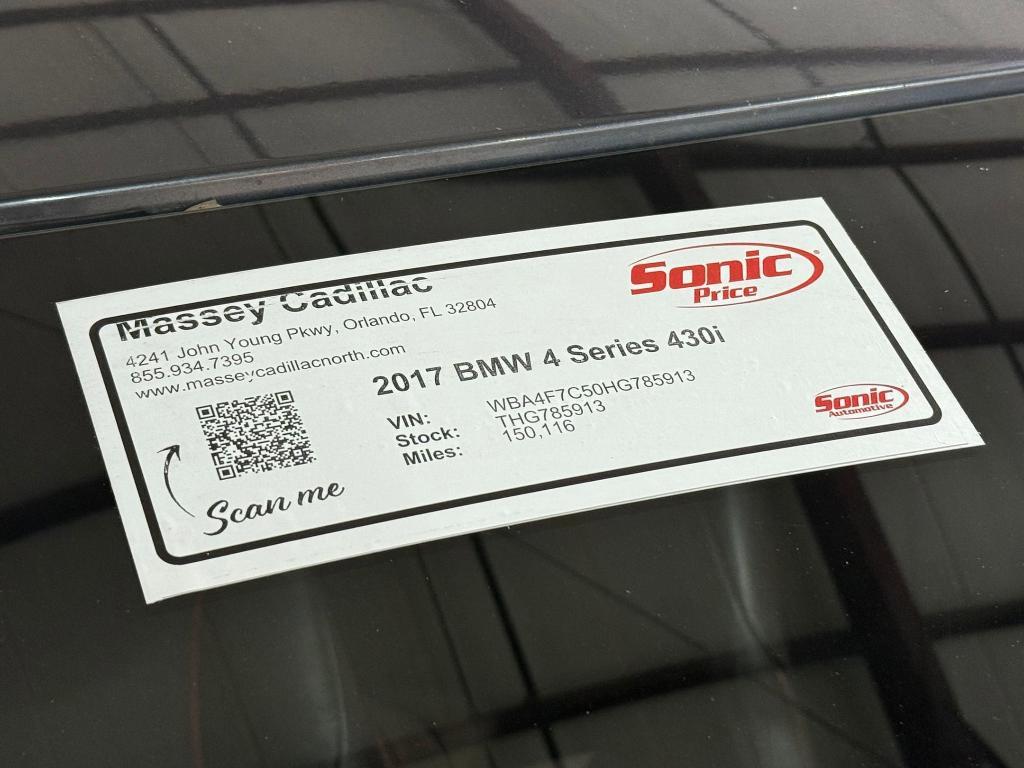 Massey Cadillac
4241 John Young Pkwy, Orlando, FL 32804
855.934.7395
www.masseycadillacnorth.com
Sonic
Price
2017 BMW 4 Series 430i
VIN: WBA4F7C50HG785913
Stock: THG785913
Miles: 150,116
Scan me
Sonic
Automotive